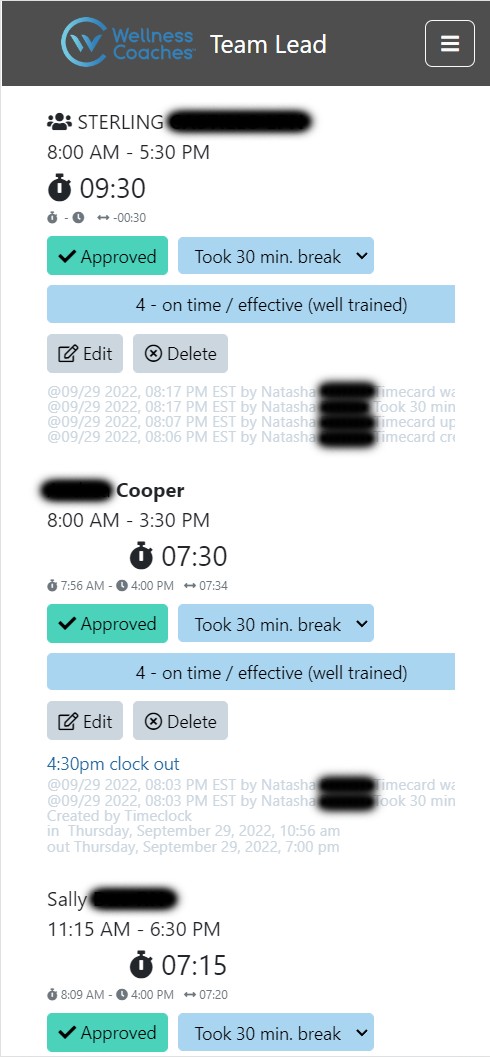 Wellness
Coaches
Team Lead
STERLING
8:00 AM - 5:30 PM
09:30
- -00:30
Approved Took 30 min. break
4 - on time / effective (well trained)
Edit Delete
@09/29 2022, 08:17 PM EST by Natasha Timecard wa
@09/29 2022, 08:17 PM EST by Natasha Took 30 min
@09/29 2022, 08:07 PM EST by Natasha Timecard up
@09/29 2022, 08:06 PM EST by Natasha Timecard cre
Cooper
8:00 AM - 3:30 PM
07:30
7:56 AM - 4:00 PM 07:34
Approved Took 30 min. break
4 - on time / effective (well trained)
Edit Delete
4:30pm clock out
@09/29 2022, 08:03 PM EST by Natasha Timecard wa
@09/29 2022, 08:03 PM EST by Natasha Took 30 min
Created by Timeclock
in Thursday, September 29, 2022, 10:56 am
out Thursday, September 29, 2022, 7:00 pm
Sally
11:15 AM - 6:30 PM
07:15
8:09 AM - 4:00 PM 07:20
Approved Took 30 min. break